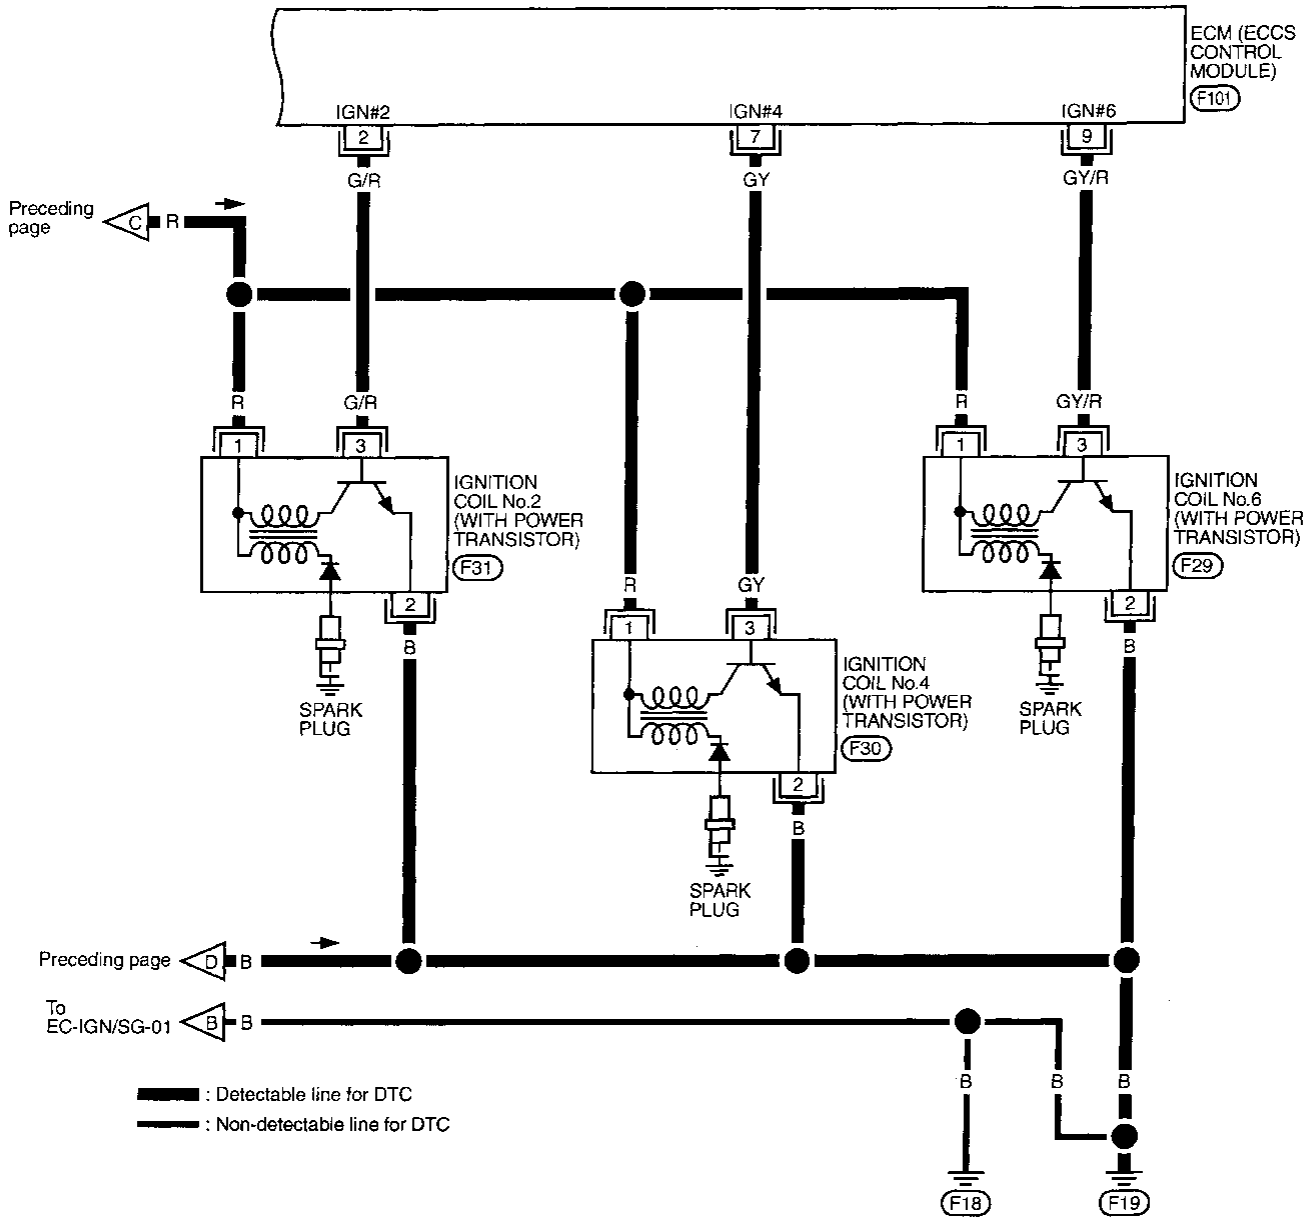 ECM (ECCS
CONTROL
MODULE)
F101
IGN#2
IGN#4
IGN#6
2
7
9
G/R
GY
GY/R
Preceding
page
C
R
R
G/R
R
GY/R
1
3
1
3
IGNITION
COIL No.2
(WITH POWER
TRANSISTOR)
F31
IGNITION
COIL No.6
(WITH POWER
TRANSISTOR)
F29
R
GY
2
2
1
3
B
B
IGNITION
COIL No.4
(WITH POWER
TRANSISTOR)
F30
SPARK
PLUG
SPARK
PLUG
2
B
SPARK
PLUG
Preceding page
D
B
To
EC-IGN/SG-01
B
B
B
B
B
: Detectable line for DTC
: Non-detectable line for DTC
F18
F19